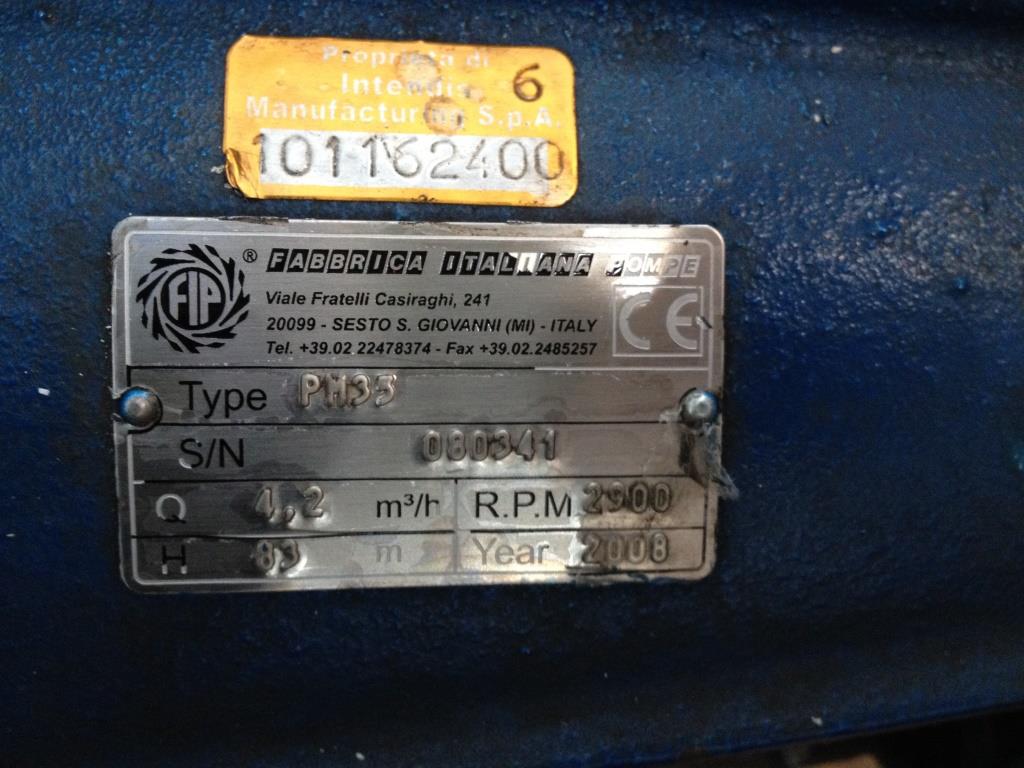 Proprietà di
Intendis 6
Manufacturing S.p.A.
101162400
FIP ® FABBRICA ITALIANA POMPE
Viale Fratelli Casiraghi, 241
20099 - SESTO S. GIOVANNI (MI) - ITALY
Tel. +39.02 22478374 - Fax +39.02.2485257
CE
Type PM35
S/N 080341
Q 4,2 m³/h R.P.M 2900
H 83 m Year 2008